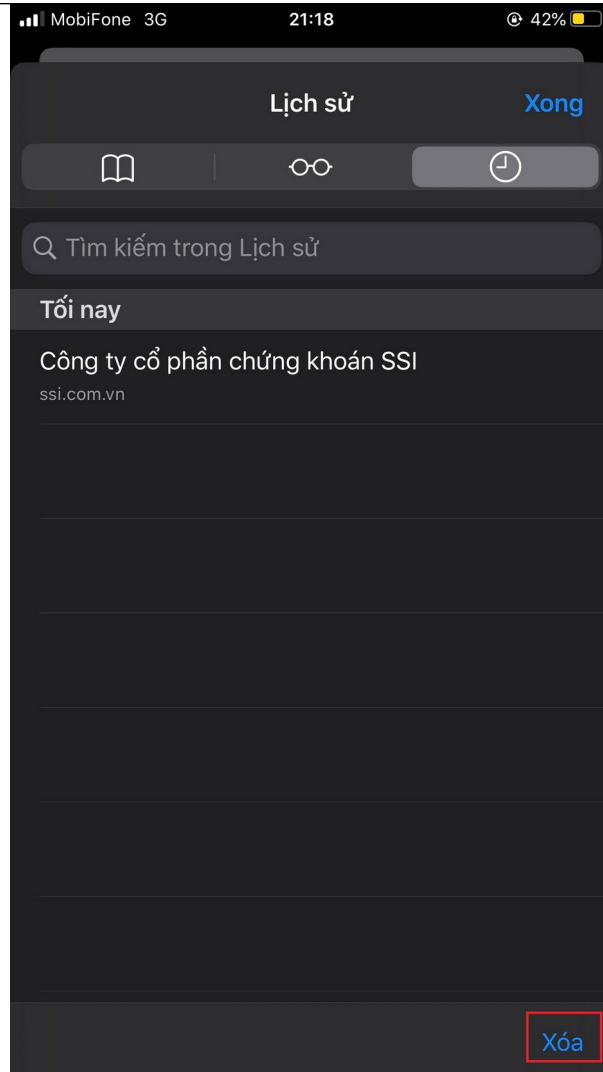 MobiFone 3G 21:18 42%
Lịch sử Xong
Tìm kiếm trong Lịch sử
Tối nay
Công ty cổ phần chứng khoán SSI
ssi.com.vn
Xóa